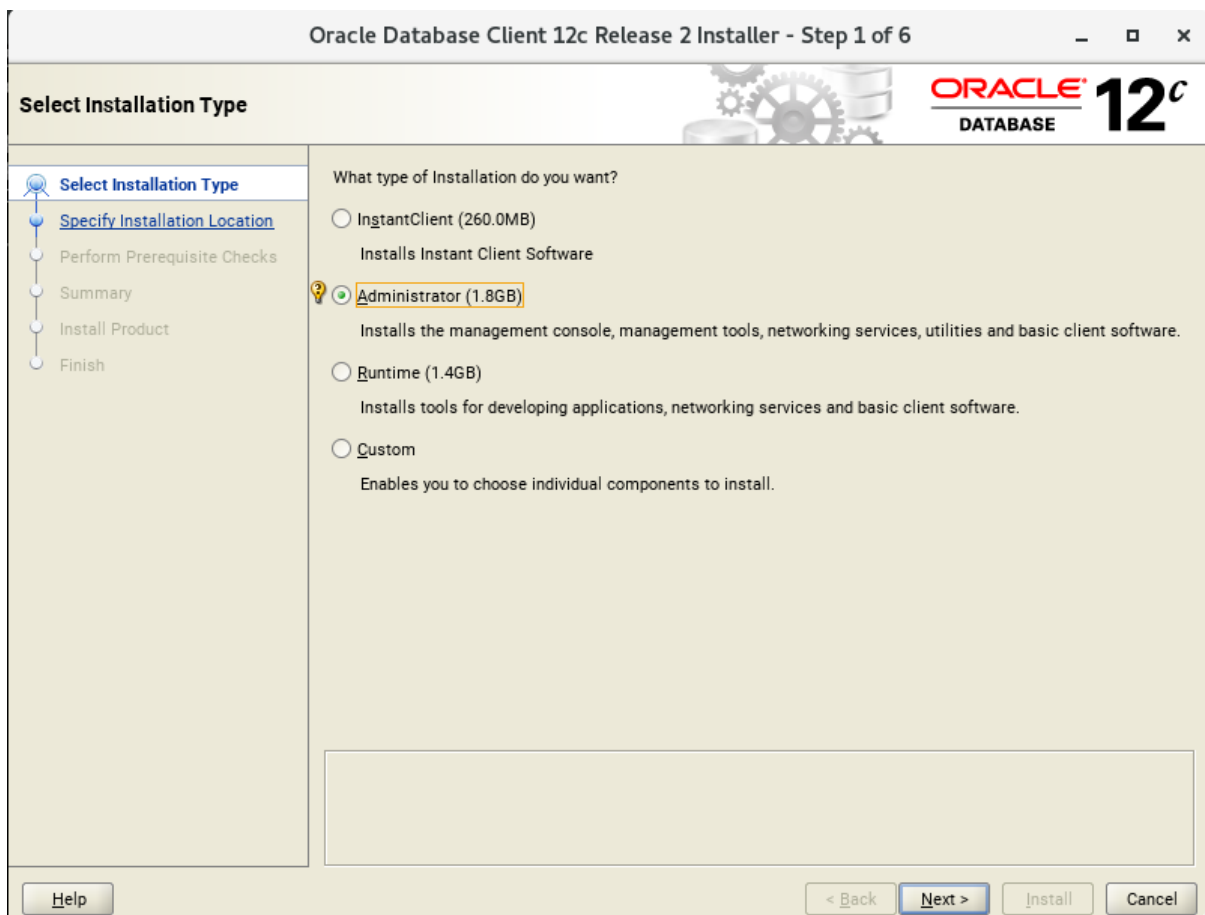 Oracle Database Client 12c Release 2 Installer - Step 1 of 6
Select Installation Type
ORACLE
DATABASE
12c
Select Installation Type
Specify Installation Location
Perform Prerequisite Checks
Summary
Install Product
Finish
What type of Installation do you want?
InstantClient (260.0MB)
Installs Instant Client Software
Administrator (1.8GB)
Installs the management console, management tools, networking services, utilities and basic client software.
Runtime (1.4GB)
Installs tools for developing applications, networking services and basic client software.
Custom
Enables you to choose individual components to install.
Help
< Back
Next >
Install
Cancel